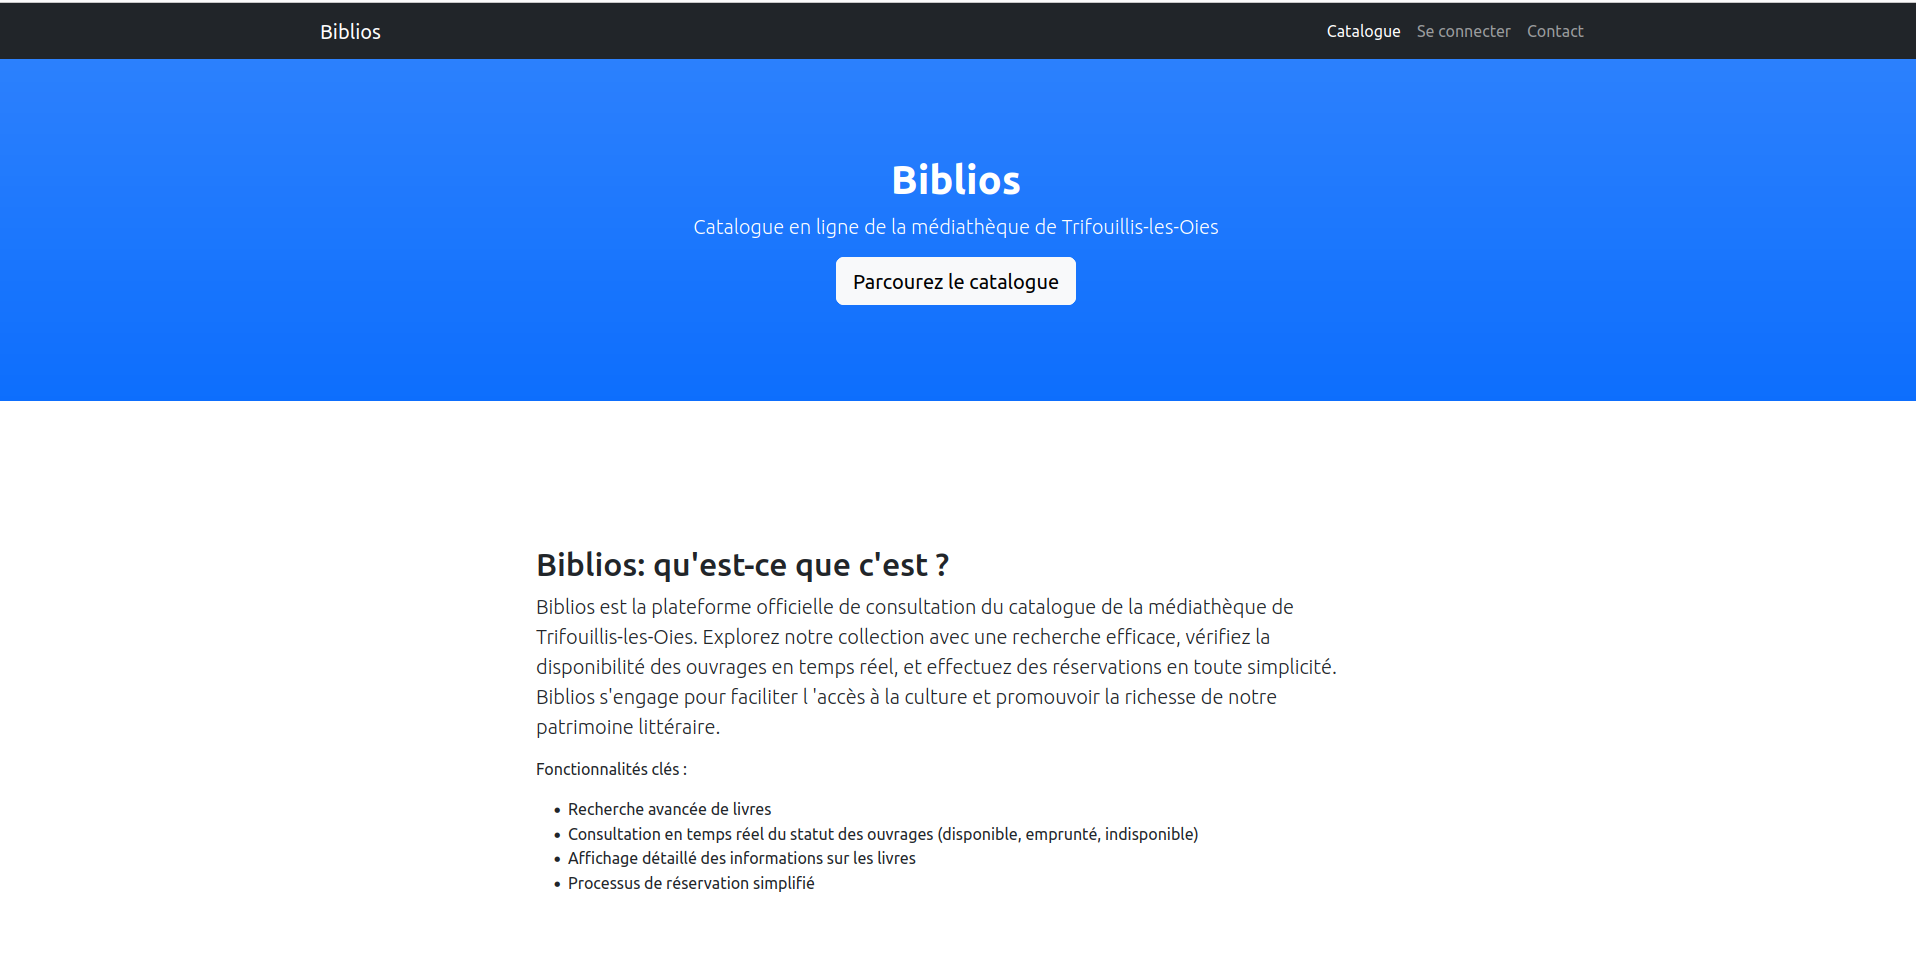 Biblios
Catalogue Se connecter Contact
Biblios
Catalogue en ligne de la médiathèque de Trifouillis-les-Oies
Parcourez le catalogue
Biblios: qu'est-ce que c'est ?
Biblios est la plateforme officielle de consultation du catalogue de la médiathèque de
Trifouillis-les-Oies. Explorez notre collection avec une recherche efficace, vérifiez la
disponibilité des ouvrages en temps réel, et effectuez des réservations en toute simplicité.
Biblios s'engage pour faciliter l 'accès à la culture et promouvoir la richesse de notre
patrimoine littéraire.
Fonctionnalités clés :
• Recherche avancée de livres
• Consultation en temps réel du statut des ouvrages (disponible, emprunté, indisponible)
• Affichage détaillé des informations sur les livres
• Processus de réservation simplifié